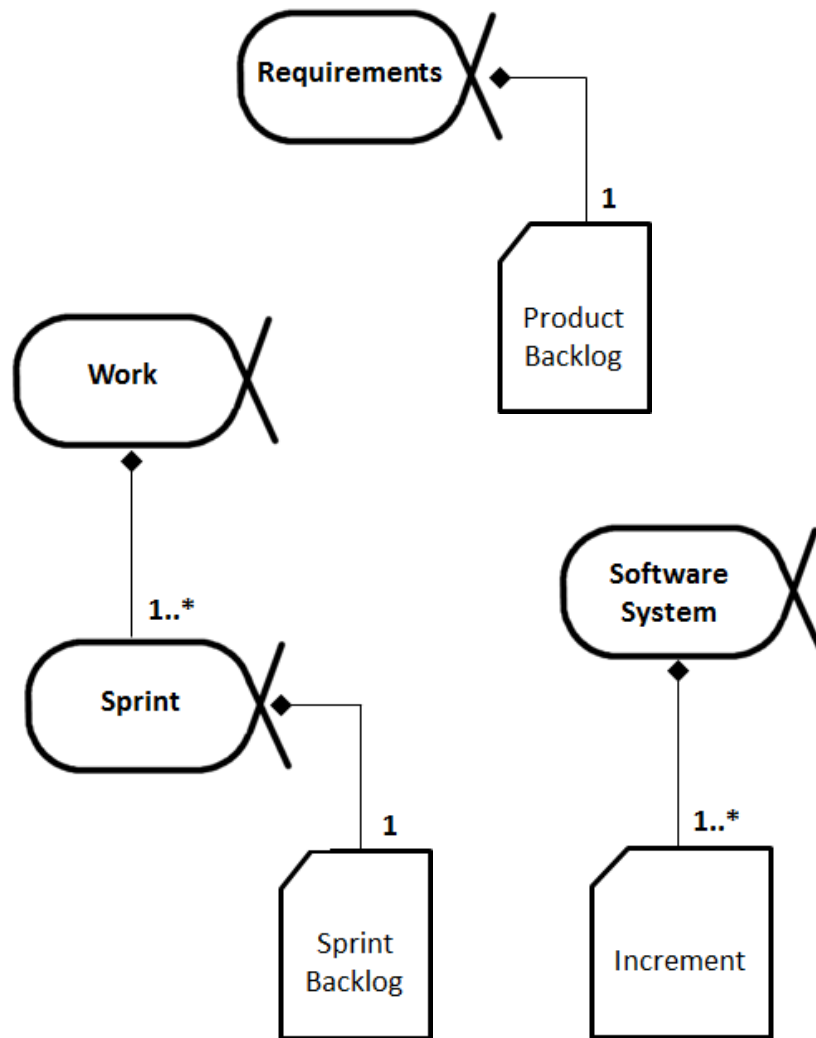 Requirements
1
Product
Backlog
Work
1..*
Software
System
Sprint
1
1..*
Sprint
Backlog
Increment